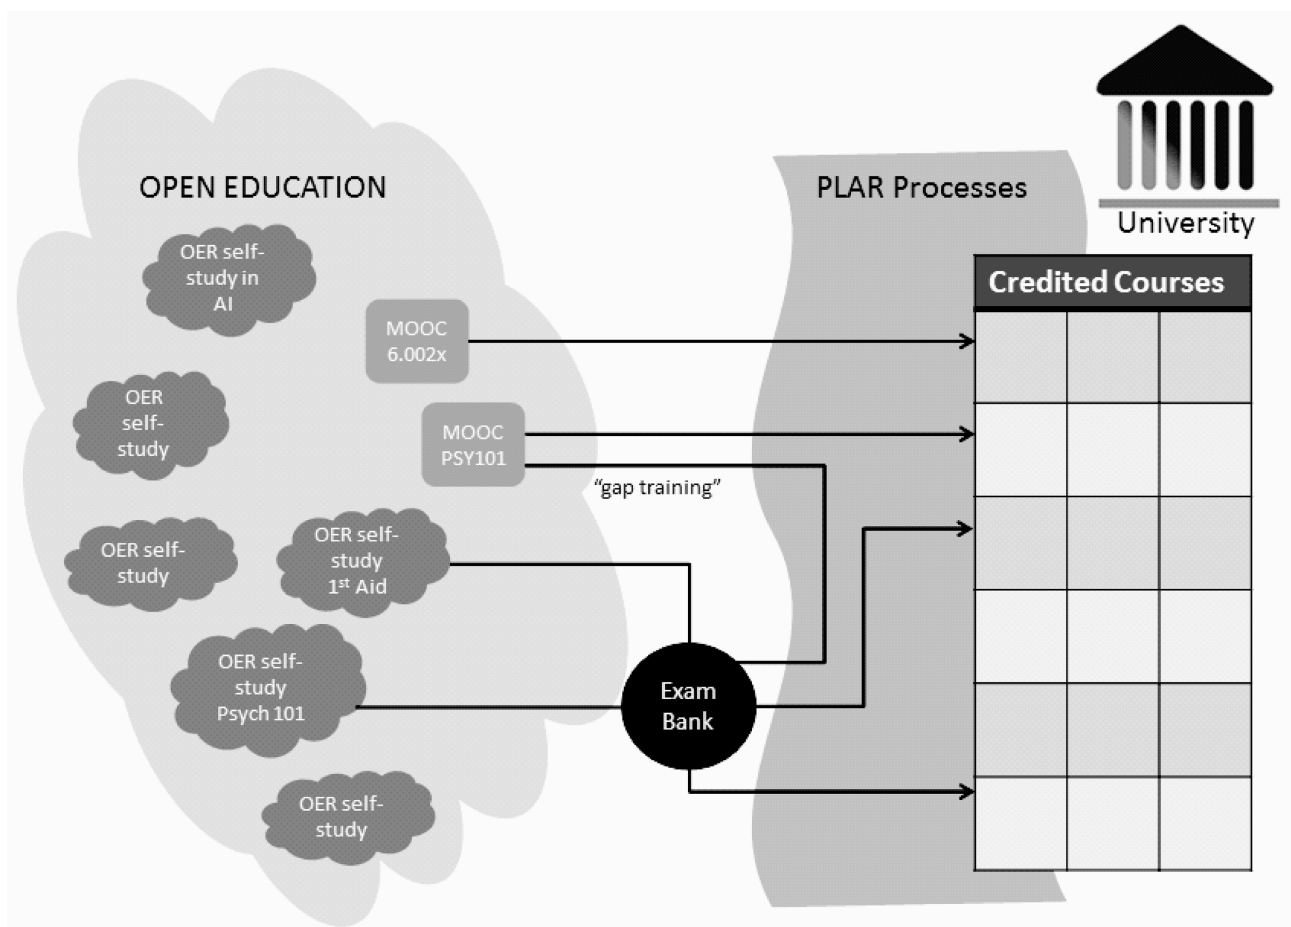 OPEN EDUCATION
PLAR Processes
University
Credited Courses
OER self-
study in
AI
MOOC
6.002x
OER
self-
study
MOOC
PSY101
“gap training”
OER self-
study
OER self-
study
1st Aid
OER self-
study
Psych 101
Exam
Bank
OER self-
study